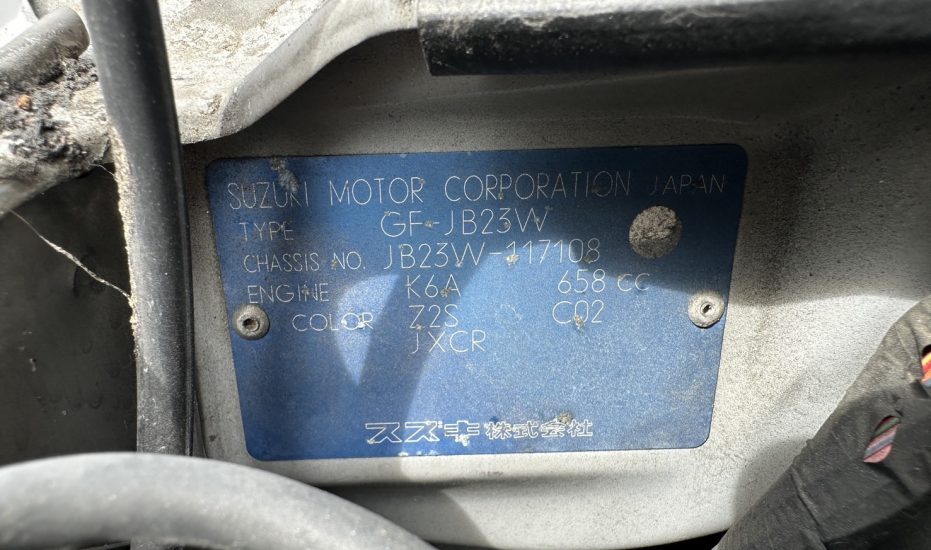 SUZUKI MOTOR CORPORATION JAPAN
TYPE GF-JB23W
CHASSIS NO. JB23W-117108
ENGINE K6A 658 cc
COLOR Z2S C02
JXCR
スズキ株式会社